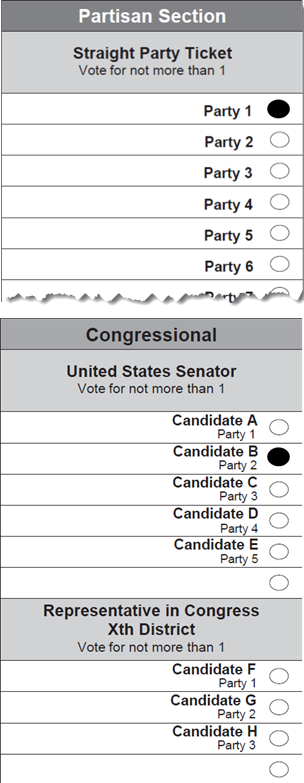 Partisan Section
Straight Party Ticket
Vote for not more than 1
Party 1
Party 2
Party 3
Party 4
Party 5
Party 6
Party 7
Congressional
United States Senator
Vote for not more than 1
Candidate A
Party 1
Candidate B
Party 2
Candidate C
Party 3
Candidate D
Party 4
Candidate E
Party 5
Representative in Congress
Xth District
Vote for not more than 1
Candidate F
Party 1
Candidate G
Party 2
Candidate H
Party 3